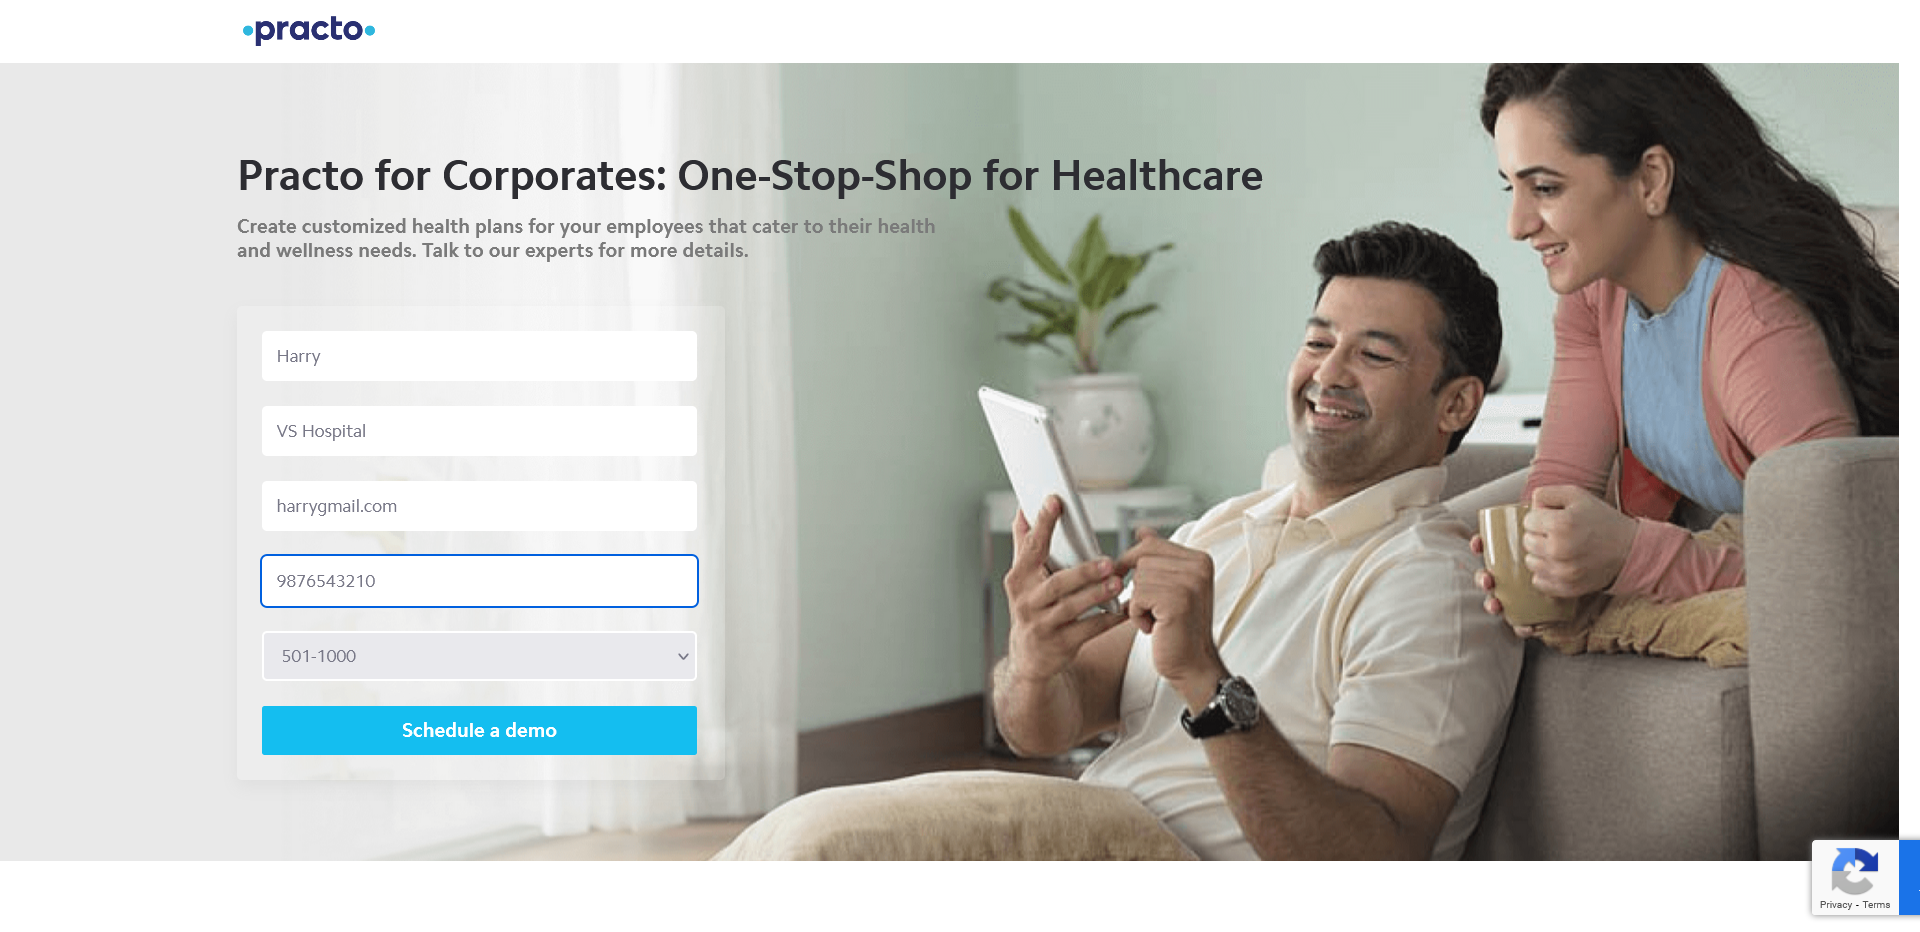 practo
Practo for Corporates: One-Stop-Shop for Healthcare
Create customized health plans for your employees that cater to their health
and wellness needs. Talk to our experts for more details.
Harry
VS Hospital
harrygmail.com
9876543210
501-1000
Schedule a demo
Privacy - Terms